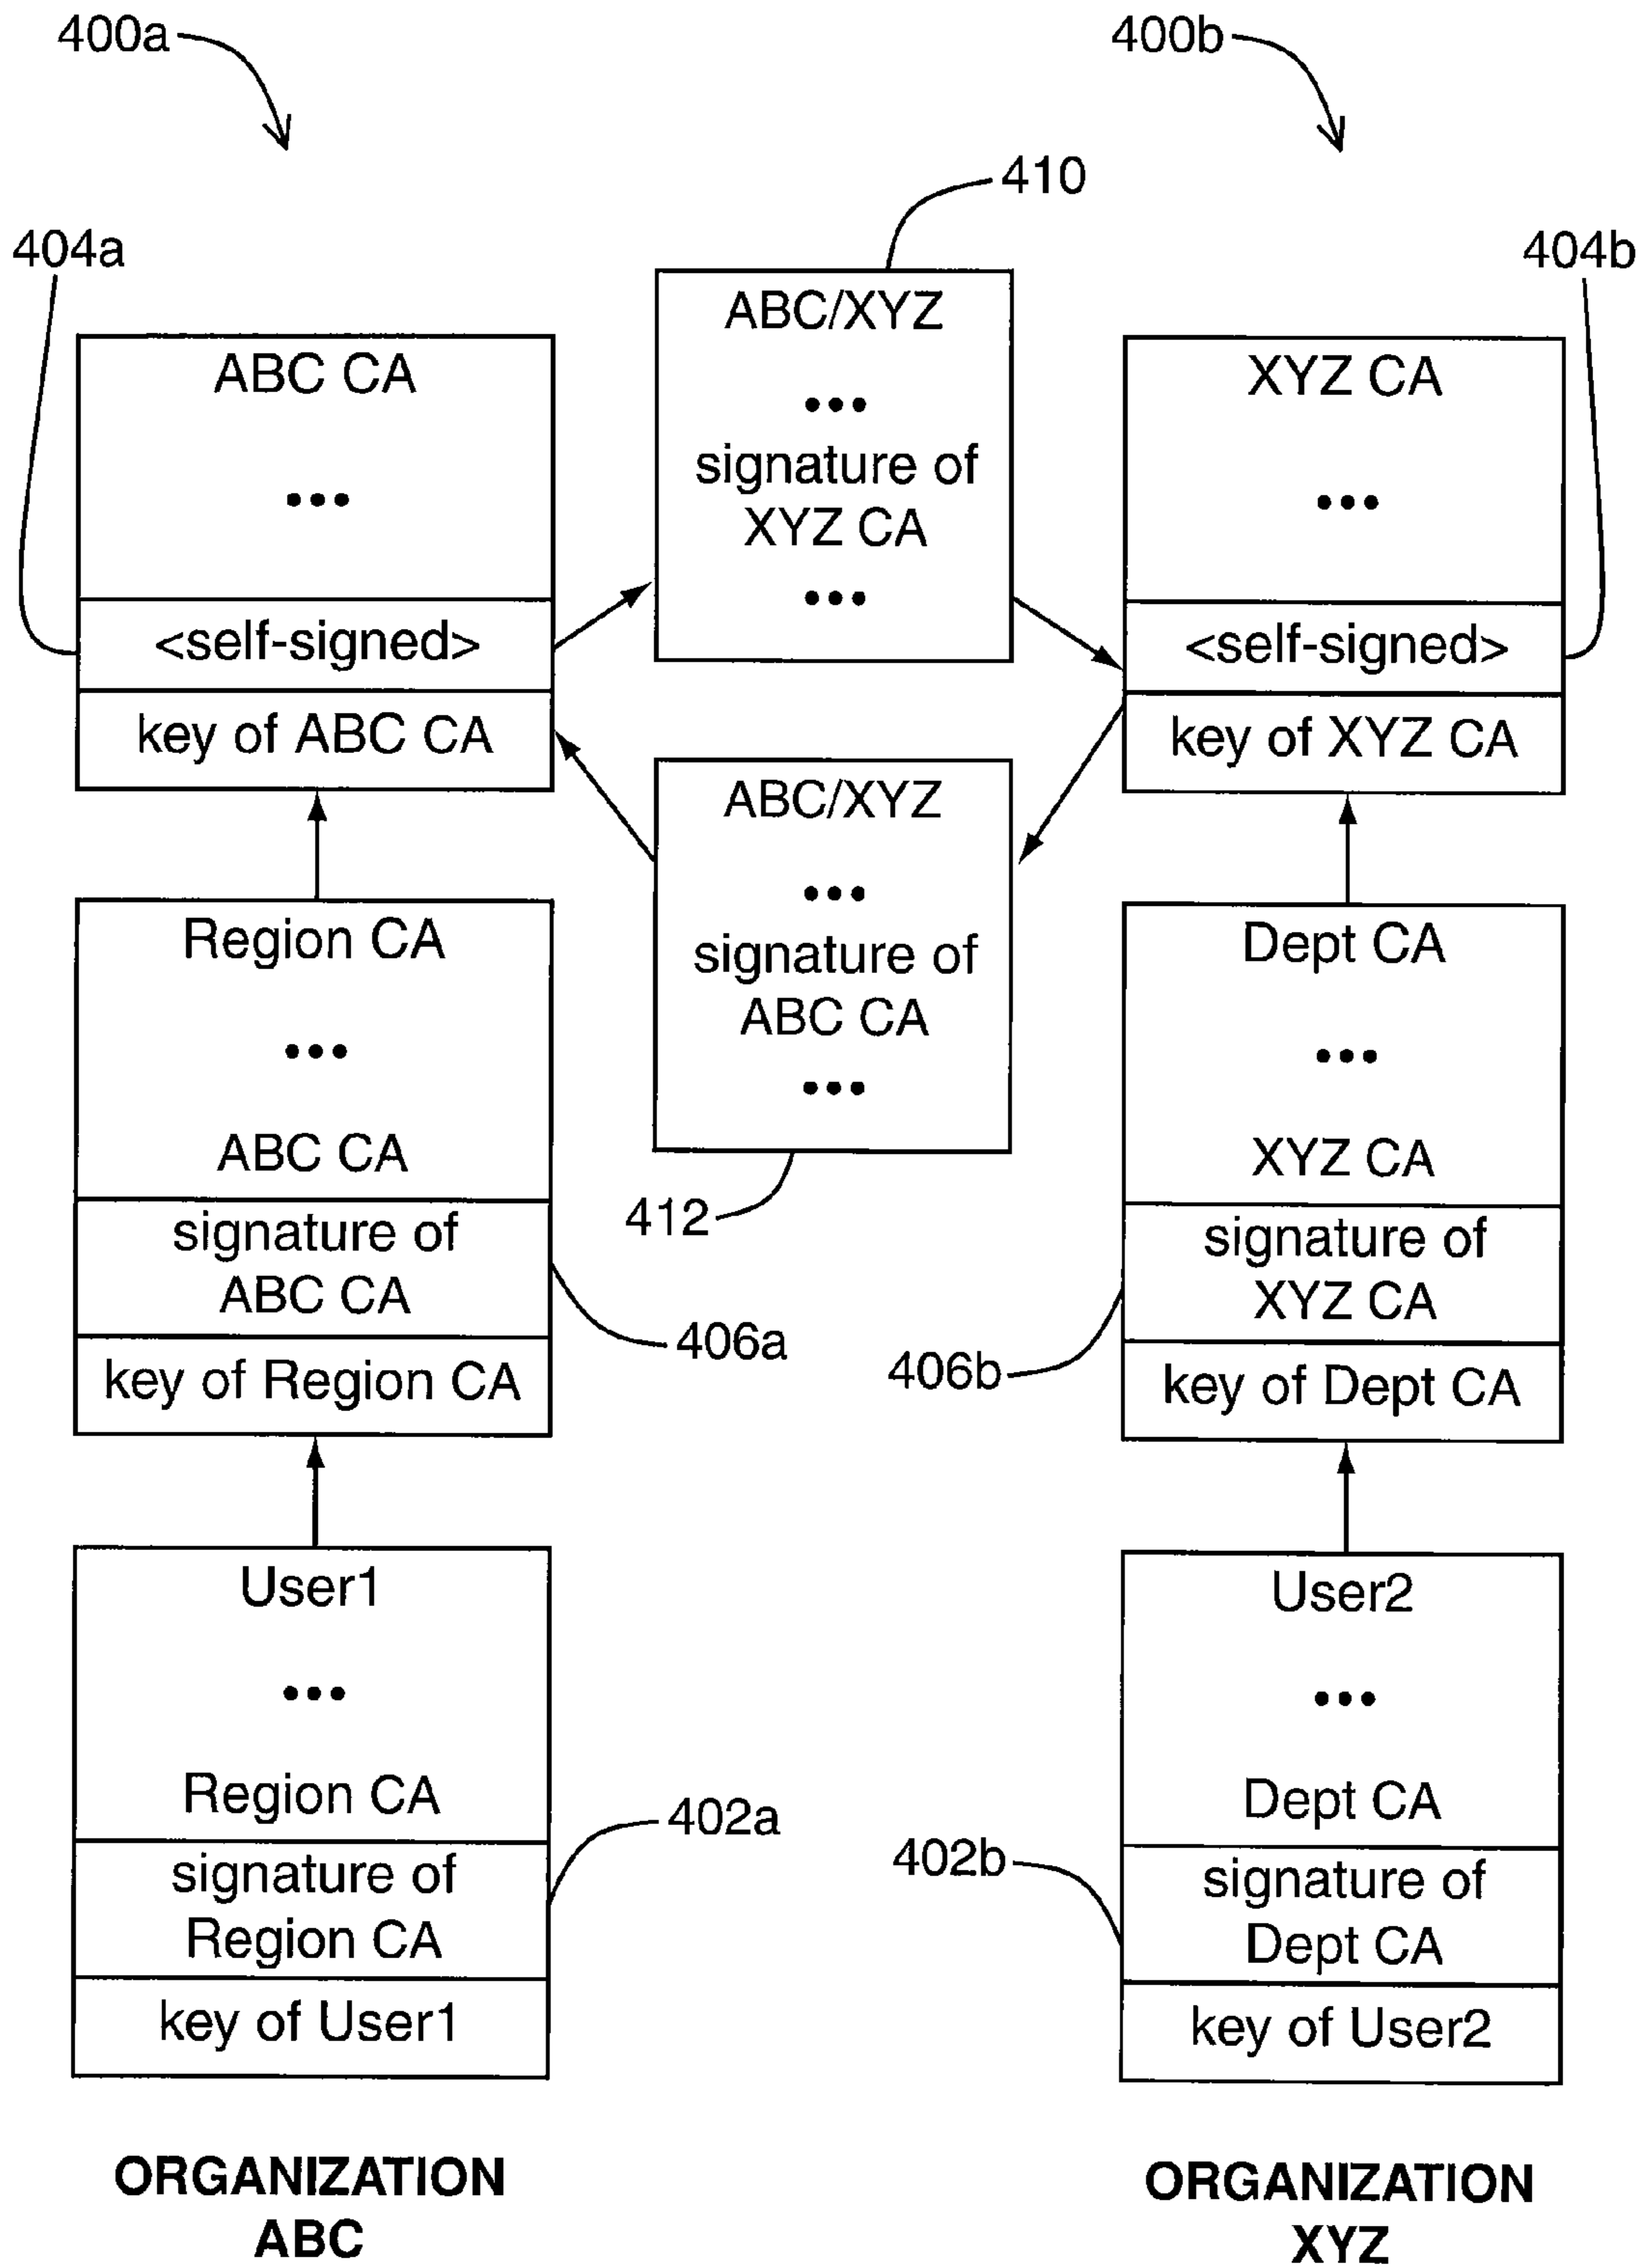 400a
400b
410
404a
404b
ABC/XYZ
•••
signature of
XYZ CA
•••
ABC CA
•••
<self-signed>
key of ABC CA
XYZ CA
•••
<self-signed>
key of XYZ CA
ABC/XYZ
•••
signature of
ABC CA
•••
412
Region CA
•••
ABC CA
signature of
ABC CA
key of Region CA
406a
Dept CA
•••
XYZ CA
signature of
XYZ CA
key of Dept CA
406b
User1
•••
Region CA
signature of
Region CA
key of User1
402a
User2
•••
Dept CA
signature of
Dept CA
key of User2
402b
ORGANIZATION
ABC
ORGANIZATION
XYZ